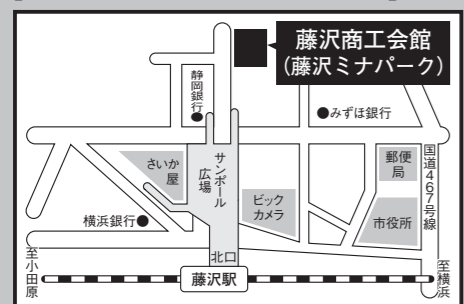 藤沢商工会館
(藤沢ミナパーク)
静岡銀行
みずほ銀行
さいか
屋
サンパール
広場
郵便
局
国道467号線
ビック
カメラ
市役所
横浜銀行
北口
至小田原
藤沢駅
至横浜